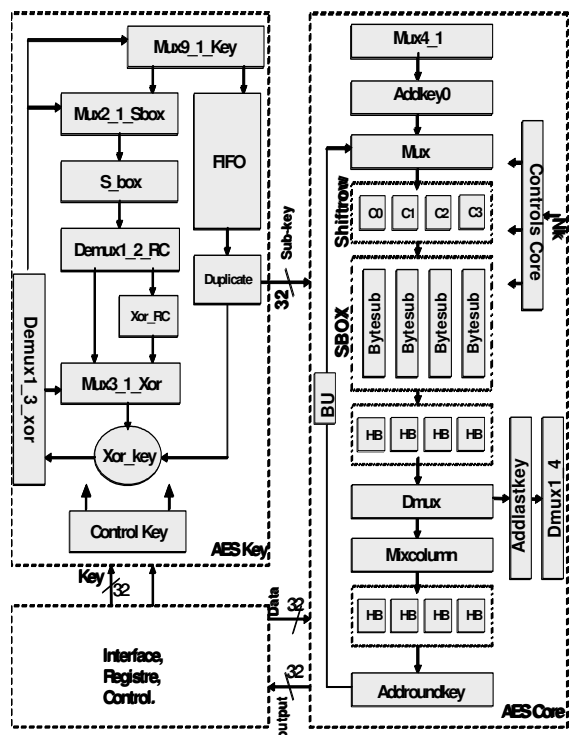 Mux9_1_Key
Mux2_1_Sbox
S_box
FIFO
Demux1_2_RC
Duplicate
Xor_RC
Demux1_3_xor
Mux3_1_Xor
Xor_key
Control Key
AES Key
Sub-key
32
Key
32
Interface,
Registre,
Control.
Data
32
32
output
Mux4_1
Addkey0
Mux
Shiftrow
C0 C1 C2 C3
Controls Core
Nk
SBOX
Bytesub Bytesub Bytesub Bytesub
BU
HB HB HB HB
Dmux
Addlastkey
Dmux1_4
Mixcolumn
HB HB HB HB
Addroundkey
AES Core